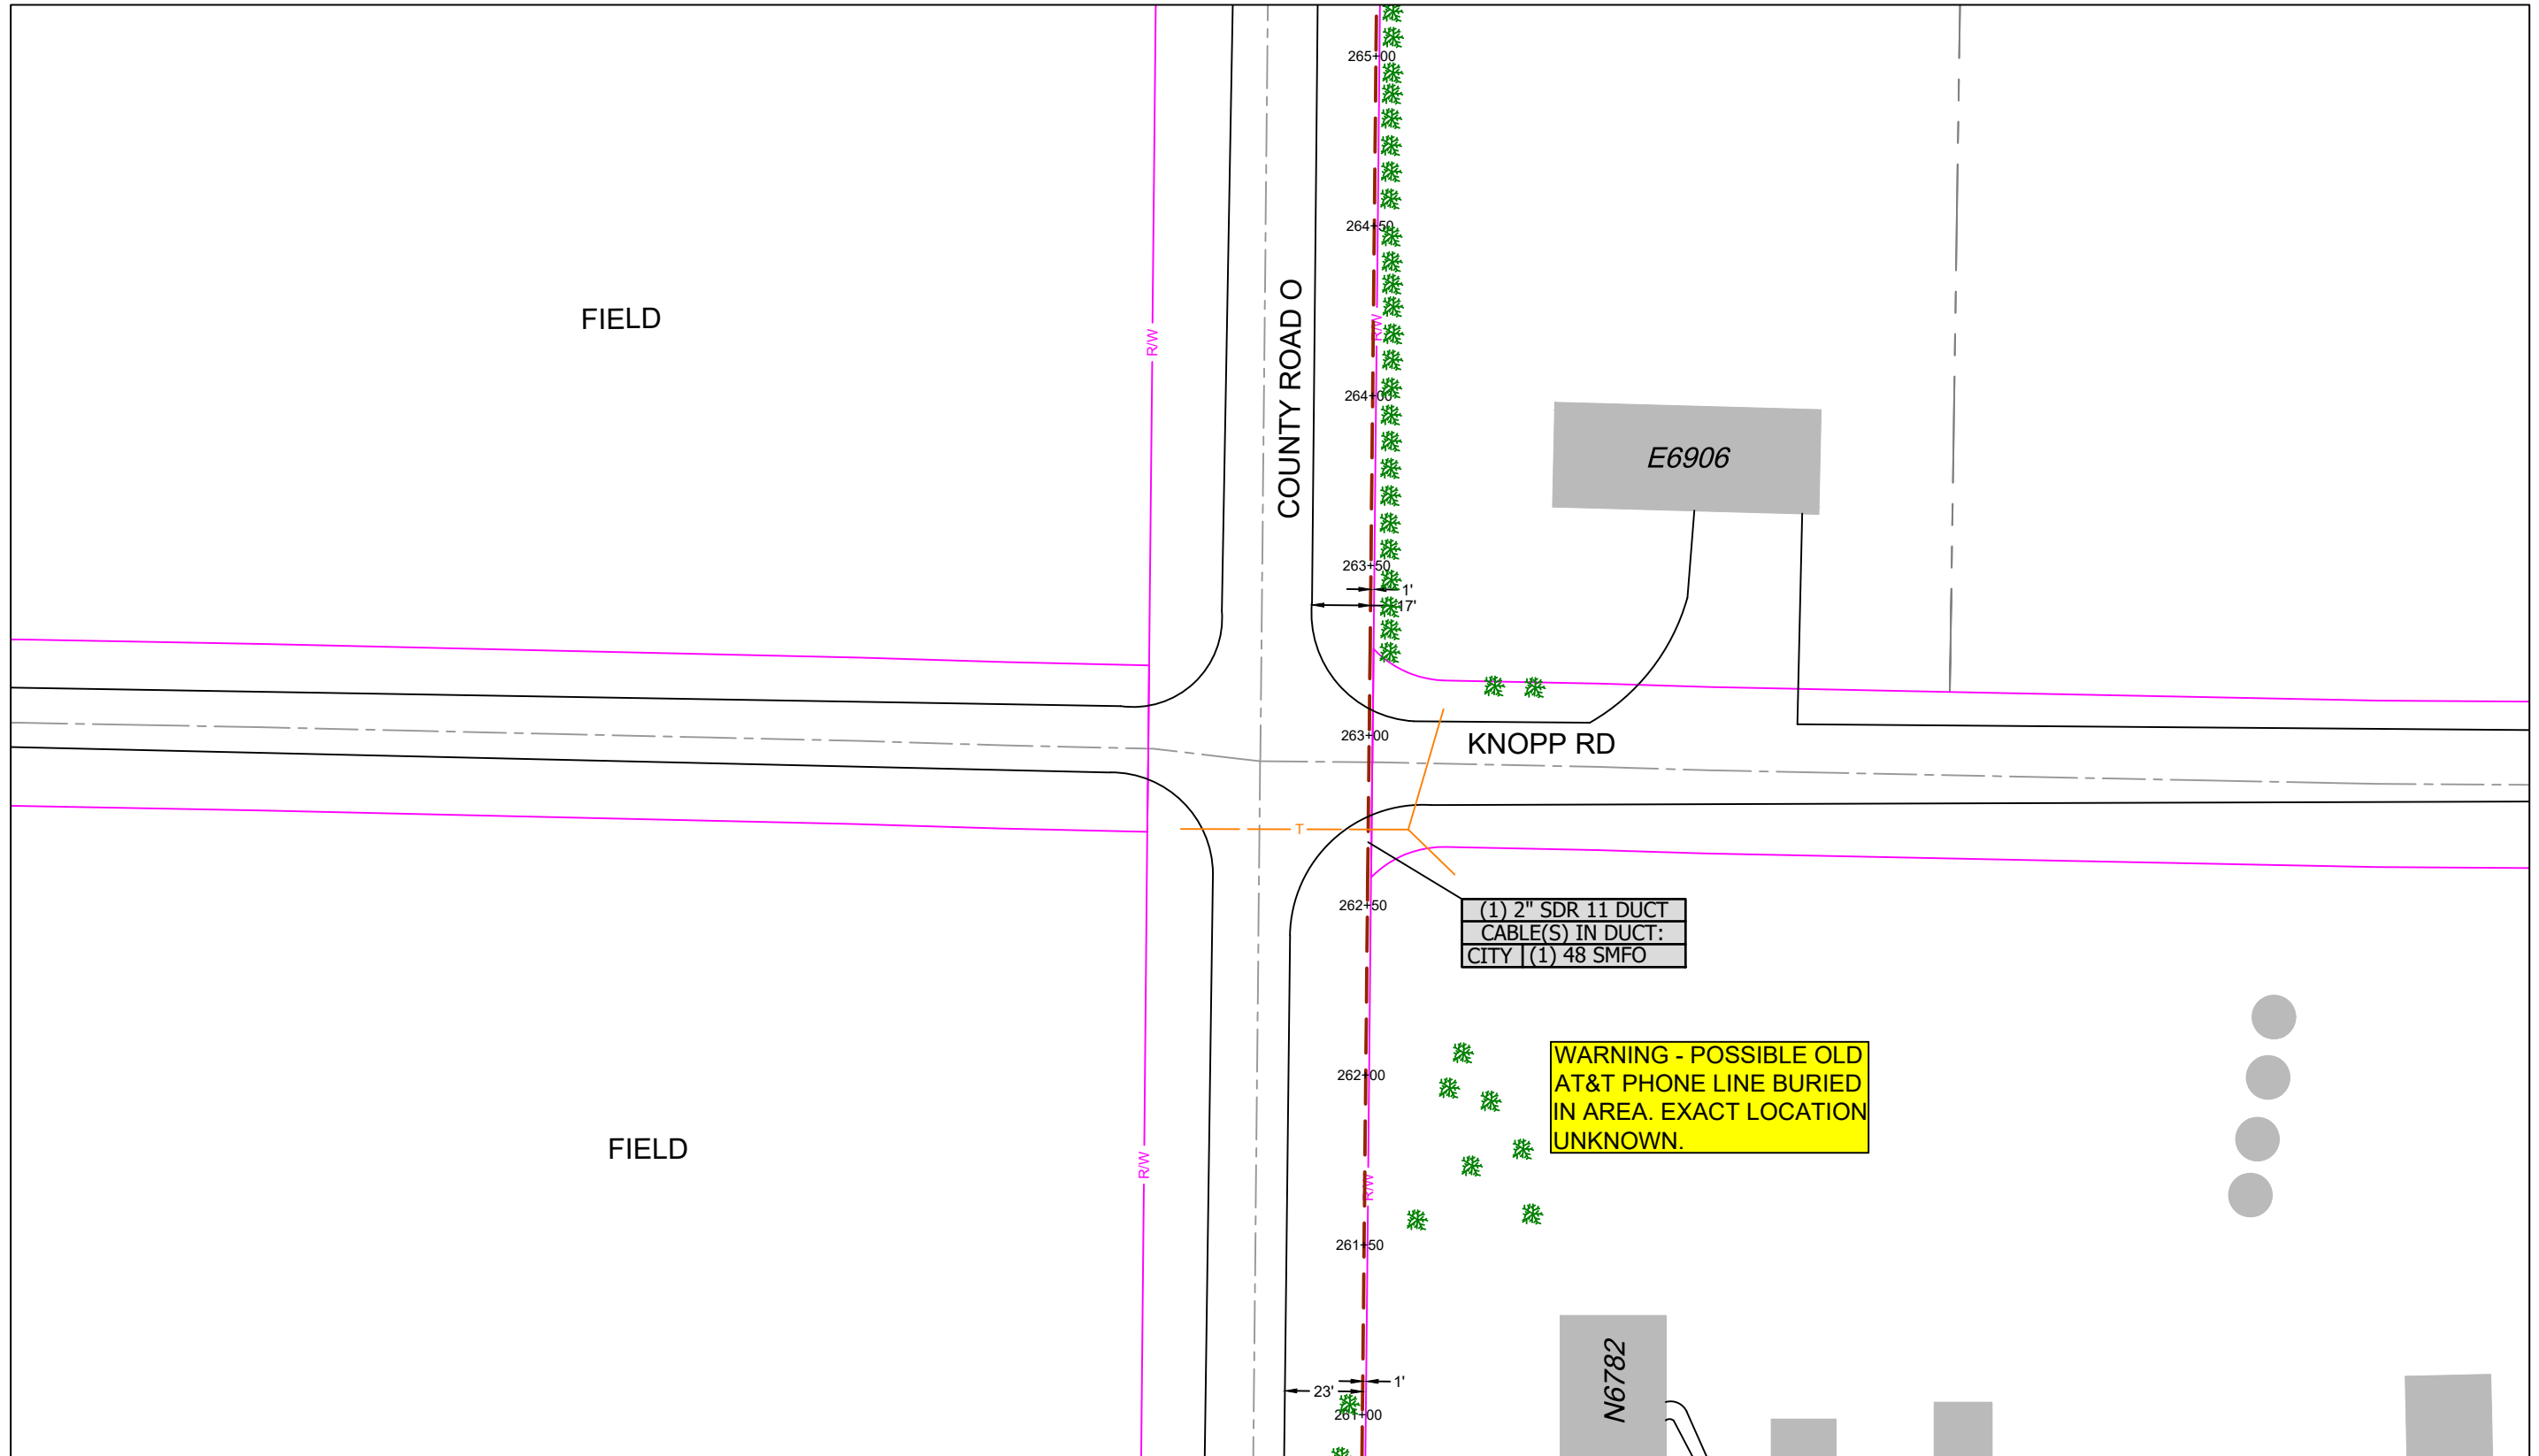 265+00
264+50
FIELD
COUNTY ROAD O
R/W
R/W
264+00
E6906
263+50
1'
17'
263+00
KNOPP RD
T
262+50
(1) 2" SDR 11 DUCT
CABLE(S) IN DUCT:
CITY (1) 48 SMFO
262+00
WARNING - POSSIBLE OLD
AT&T PHONE LINE BURIED
IN AREA. EXACT LOCATION
UNKNOWN.
FIELD
R/W
R/W
261+50
N6782
23'
1'
261+00